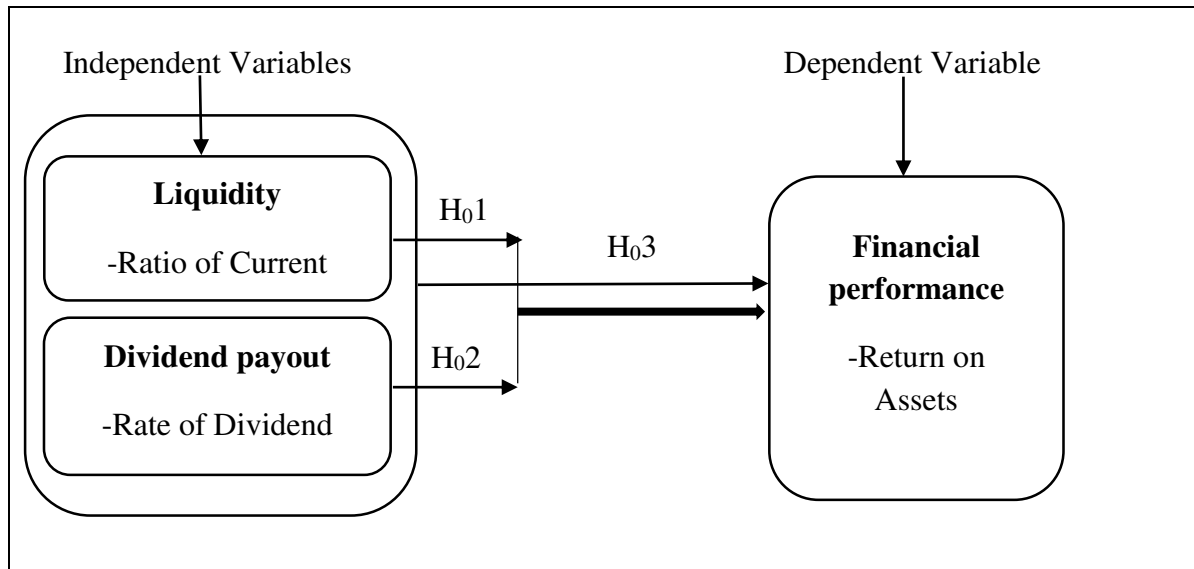 Independent Variables
Dependent Variable
Liquidity
-Ratio of Current
H₀1
H₀3
Dividend payout
-Rate of Dividend
H₀2
Financial
performance
-Return on
Assets